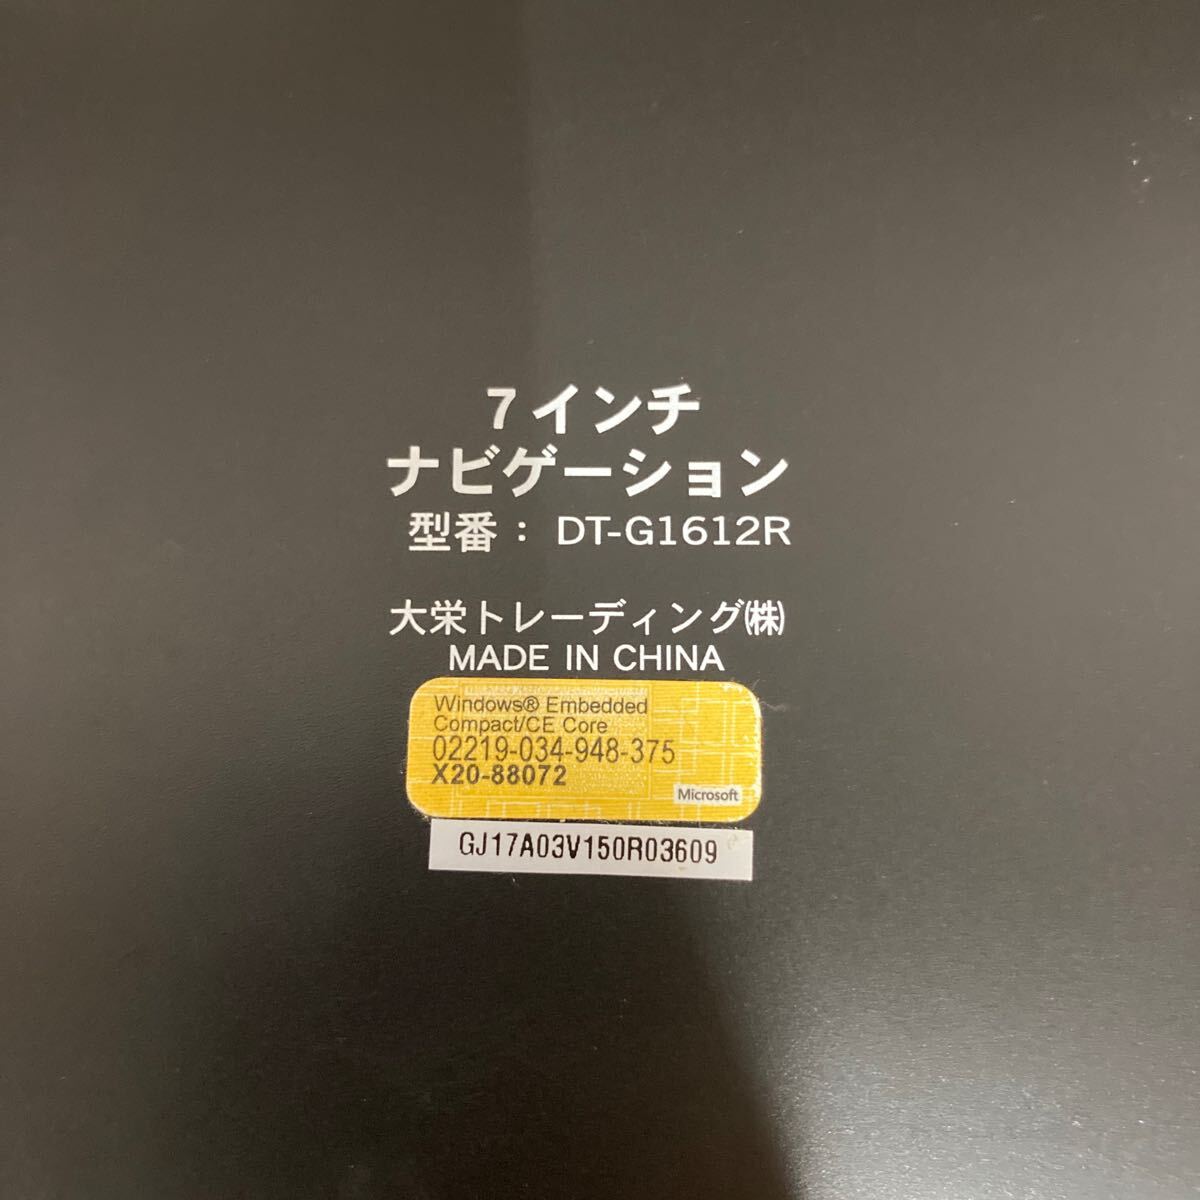 7インチ
ナビゲーション
型番： DT-G1612R
大栄トレーディング㈱
MADE IN CHINA
Windows® Embedded
Compact/CE Core
02219-034-948-375
X20-88072
Microsoft
GJ17A03V150R03609